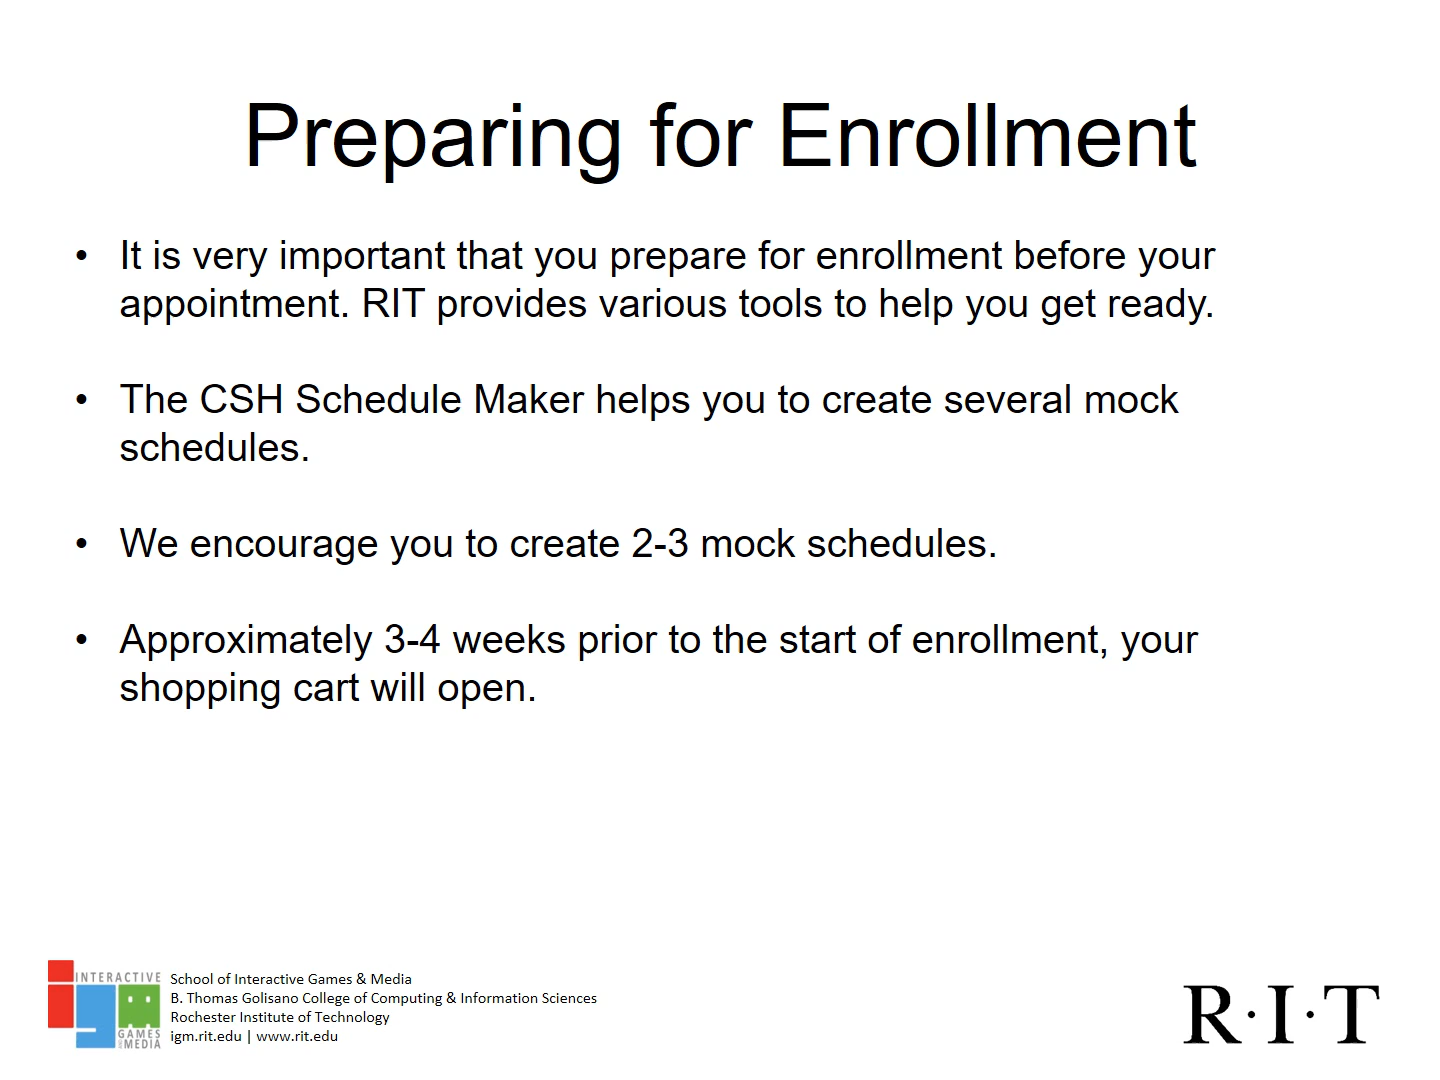 Preparing for Enrollment
• It is very important that you prepare for enrollment before your
appointment. RIT provides various tools to help you get ready.
• The CSH Schedule Maker helps you to create several mock
schedules.
• We encourage you to create 2-3 mock schedules.
• Approximately 3-4 weeks prior to the start of enrollment, your
shopping cart will open.
INTERACTIVE
GAMES
& MEDIA
School of Interactive Games & Media
B. Thomas Golisano College of Computing & Information Sciences
Rochester Institute of Technology
igm.rit.edu | www.rit.edu
R·I·T